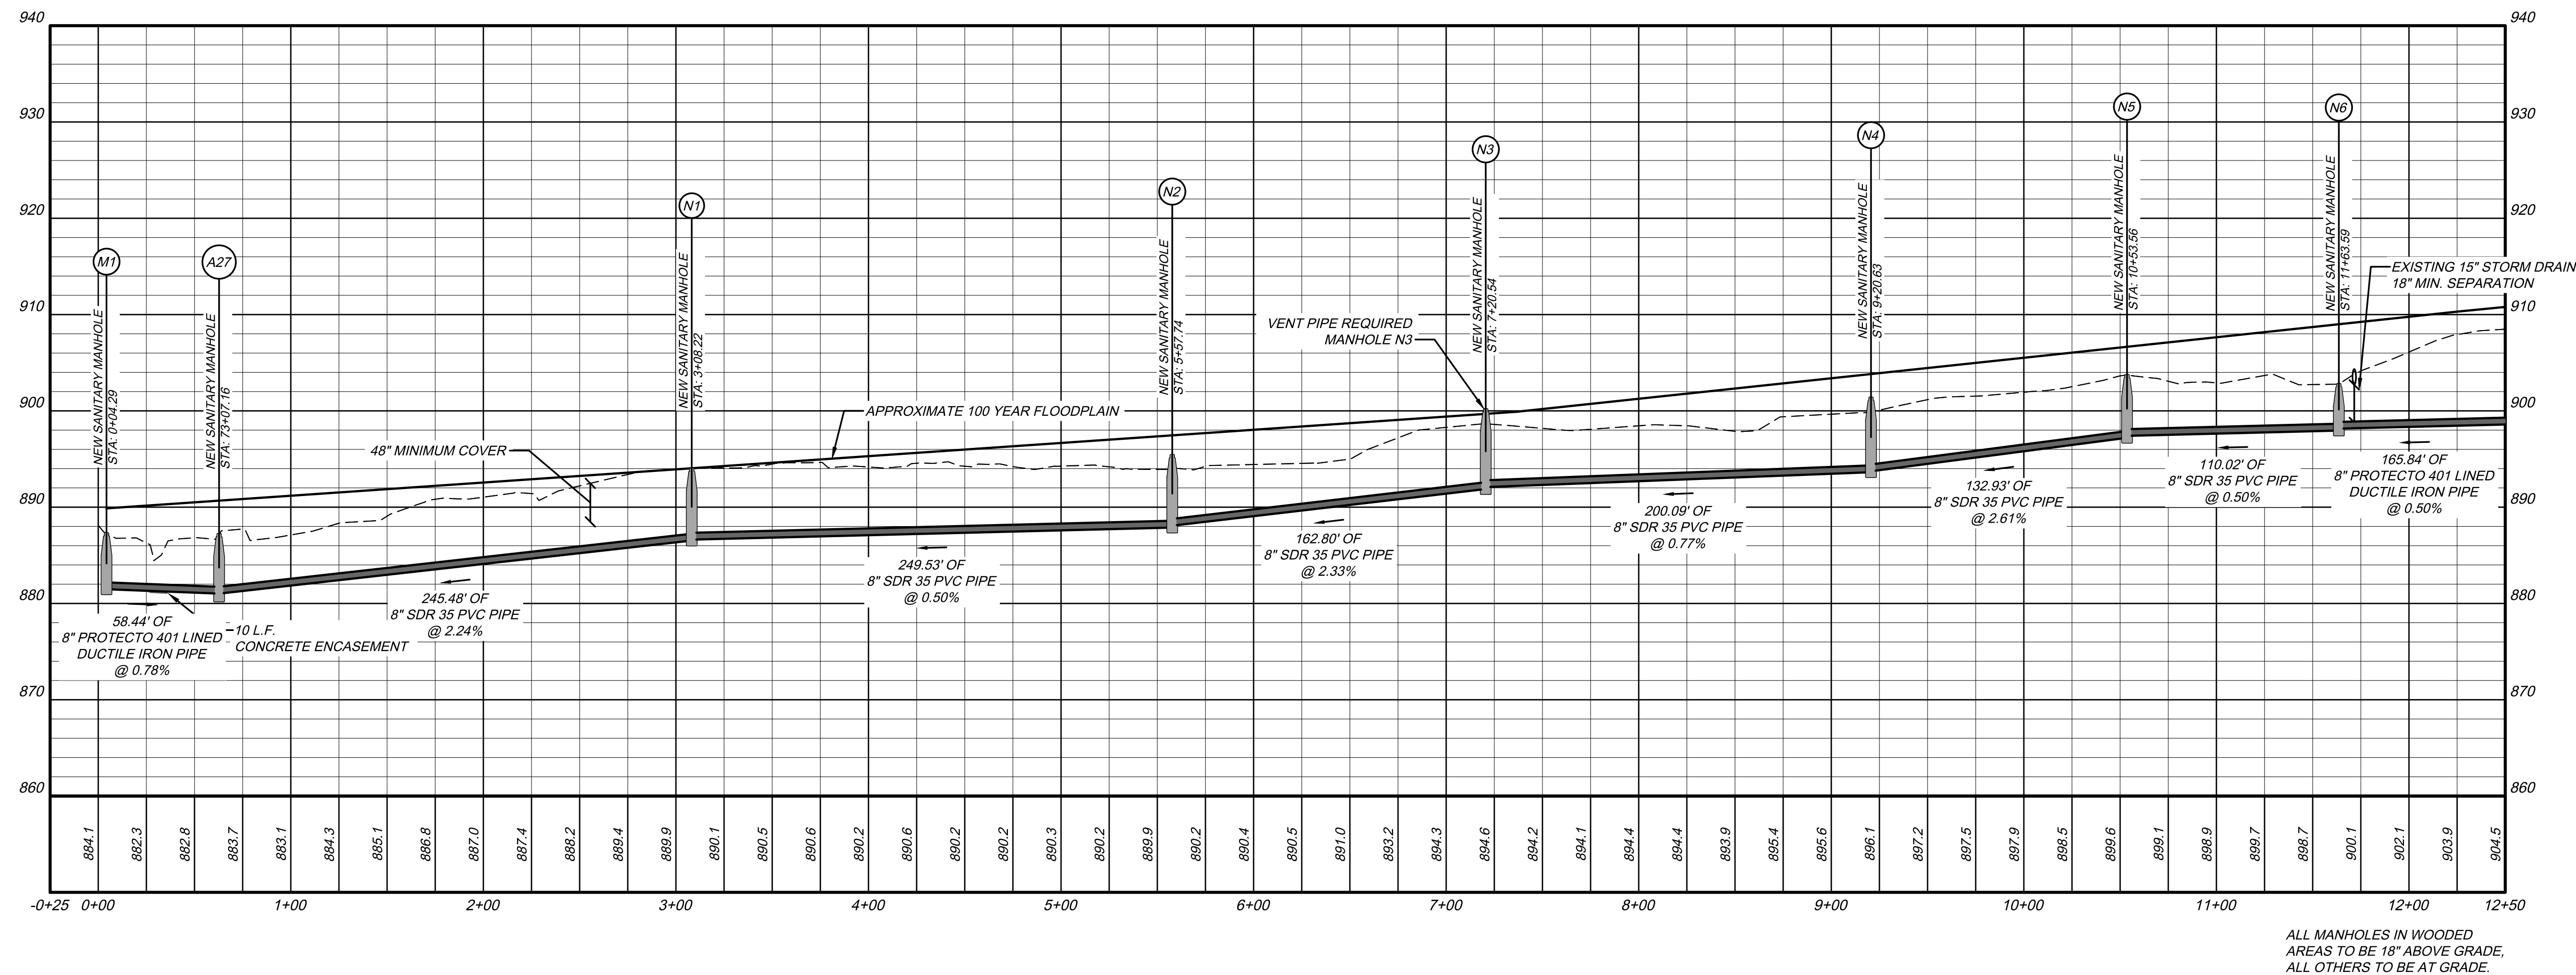 940
930
920
910
900
890
880
870
860
940
930
920
910
900
890
880
870
860
M1
NEW SANITARY MANHOLE
STA: 0+04.29
A27
NEW SANITARY MANHOLE
STA: 73+07.16
N1
NEW SANITARY MANHOLE
STA: 3+08.22
N2
NEW SANITARY MANHOLE
STA: 5+57.74
N3
NEW SANITARY MANHOLE
STA: 7+20.54
N4
NEW SANITARY MANHOLE
STA: 9+20.63
N5
NEW SANITARY MANHOLE
STA: 10+53.56
N6
NEW SANITARY MANHOLE
STA: 11+63.59
EXISTING 15" STORM DRAIN
18" MIN. SEPARATION
VENT PIPE REQUIRED
MANHOLE N3
APPROXIMATE 100 YEAR FLOODPLAIN
48" MINIMUM COVER
58.44' OF
8" PROTECTO 401 LINED
DUCTILE IRON PIPE
@ 0.78%
10 L.F.
CONCRETE ENCASEMENT
245.48' OF
8" SDR 35 PVC PIPE
@ 2.24%
249.53' OF
8" SDR 35 PVC PIPE
@ 0.50%
162.80' OF
8" SDR 35 PVC PIPE
@ 2.33%
200.09' OF
8" SDR 35 PVC PIPE
@ 0.77%
132.93' OF
8" SDR 35 PVC PIPE
@ 2.61%
110.02' OF
8" SDR 35 PVC PIPE
@ 0.50%
165.84' OF
8" PROTECTO 401 LINED
DUCTILE IRON PIPE
@ 0.50%
884.1
882.3
882.8
883.7
883.1
884.3
885.1
886.8
887.0
887.4
888.2
889.4
889.9
890.1
890.5
890.6
890.2
890.6
890.2
890.2
890.3
890.2
889.9
890.2
890.4
890.5
891.0
893.2
894.3
894.6
894.2
894.1
894.4
894.4
893.9
895.4
895.6
896.1
897.2
897.5
897.9
898.5
899.6
899.1
898.9
899.7
898.7
900.1
902.1
903.9
904.5
-0+25
0+00
1+00
2+00
3+00
4+00
5+00
6+00
7+00
8+00
9+00
10+00
11+00
12+00
12+50
ALL MANHOLES IN WOODED
AREAS TO BE 18" ABOVE GRADE,
ALL OTHERS TO BE AT GRADE.